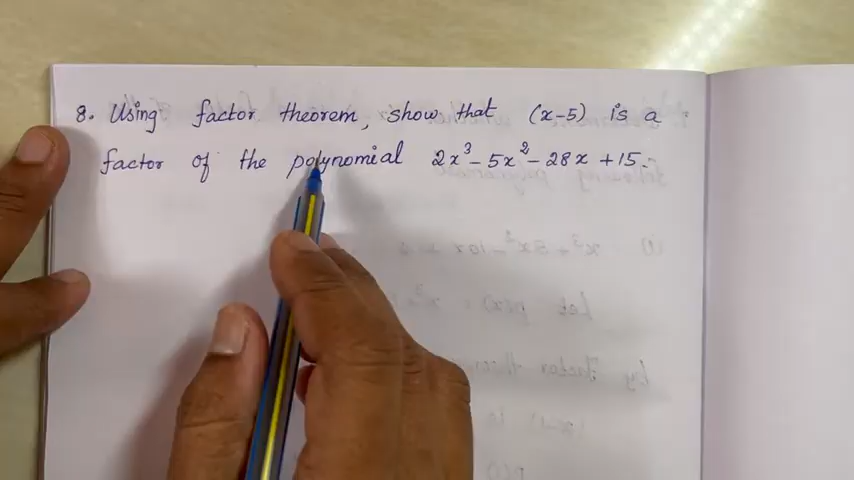 8. Using factor theorem, show that (x-5) is a
factor of the polynomial 2x³ - 5x² - 28x + 15.